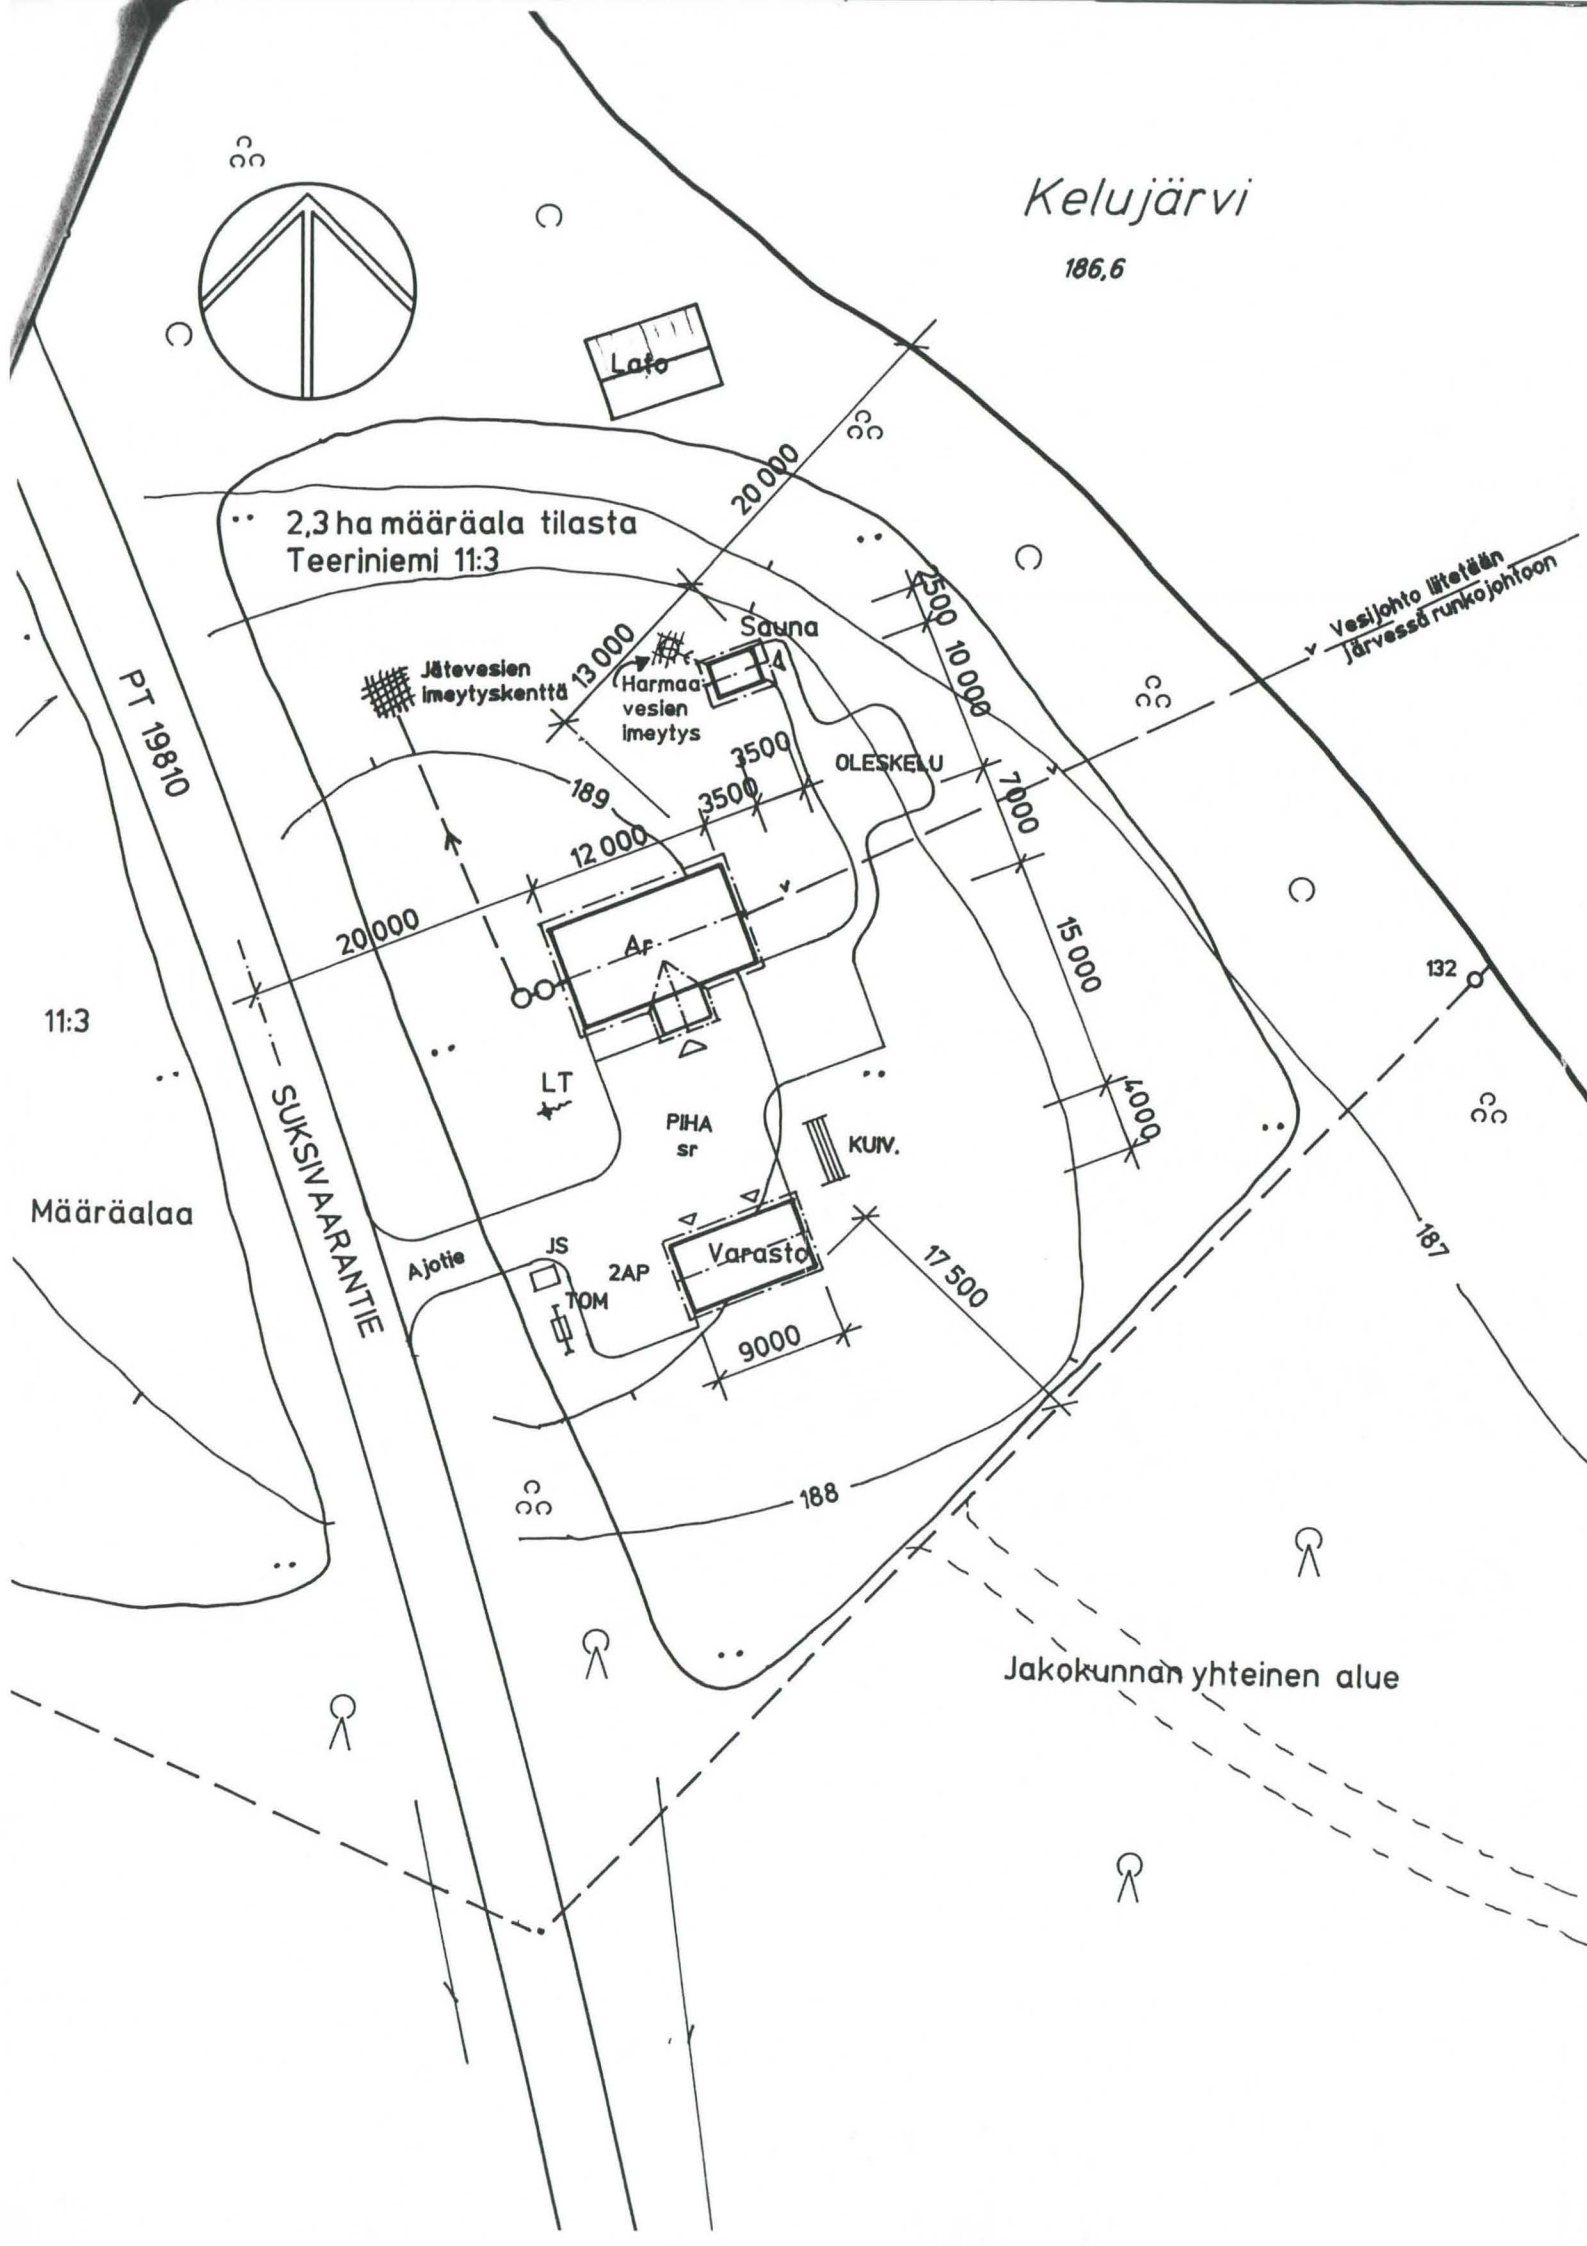 Kelujärvi
186,6
Lato
20 000
2,3 ha määräala tilasta
Teeriniemi 11:3
Vesijohto liitetään
järvessä runkojohtoon
2500
10 000
7000
15 000
4000
Sauna
13 000
Jätevesien
imeytyskenttä
Harmaa
vesien
imeytys
PT 19810
3500
3500
OLESKELU
189
12 000
20 000
Ar
132
11:3
LT
PIHA
sr
KUIV.
SUKSIVAARANTIE
Määräalaa
Ajotie
JS
2AP
TOM
Varasto
17 500
187
9000
188
Jakokunnan yhteinen alue